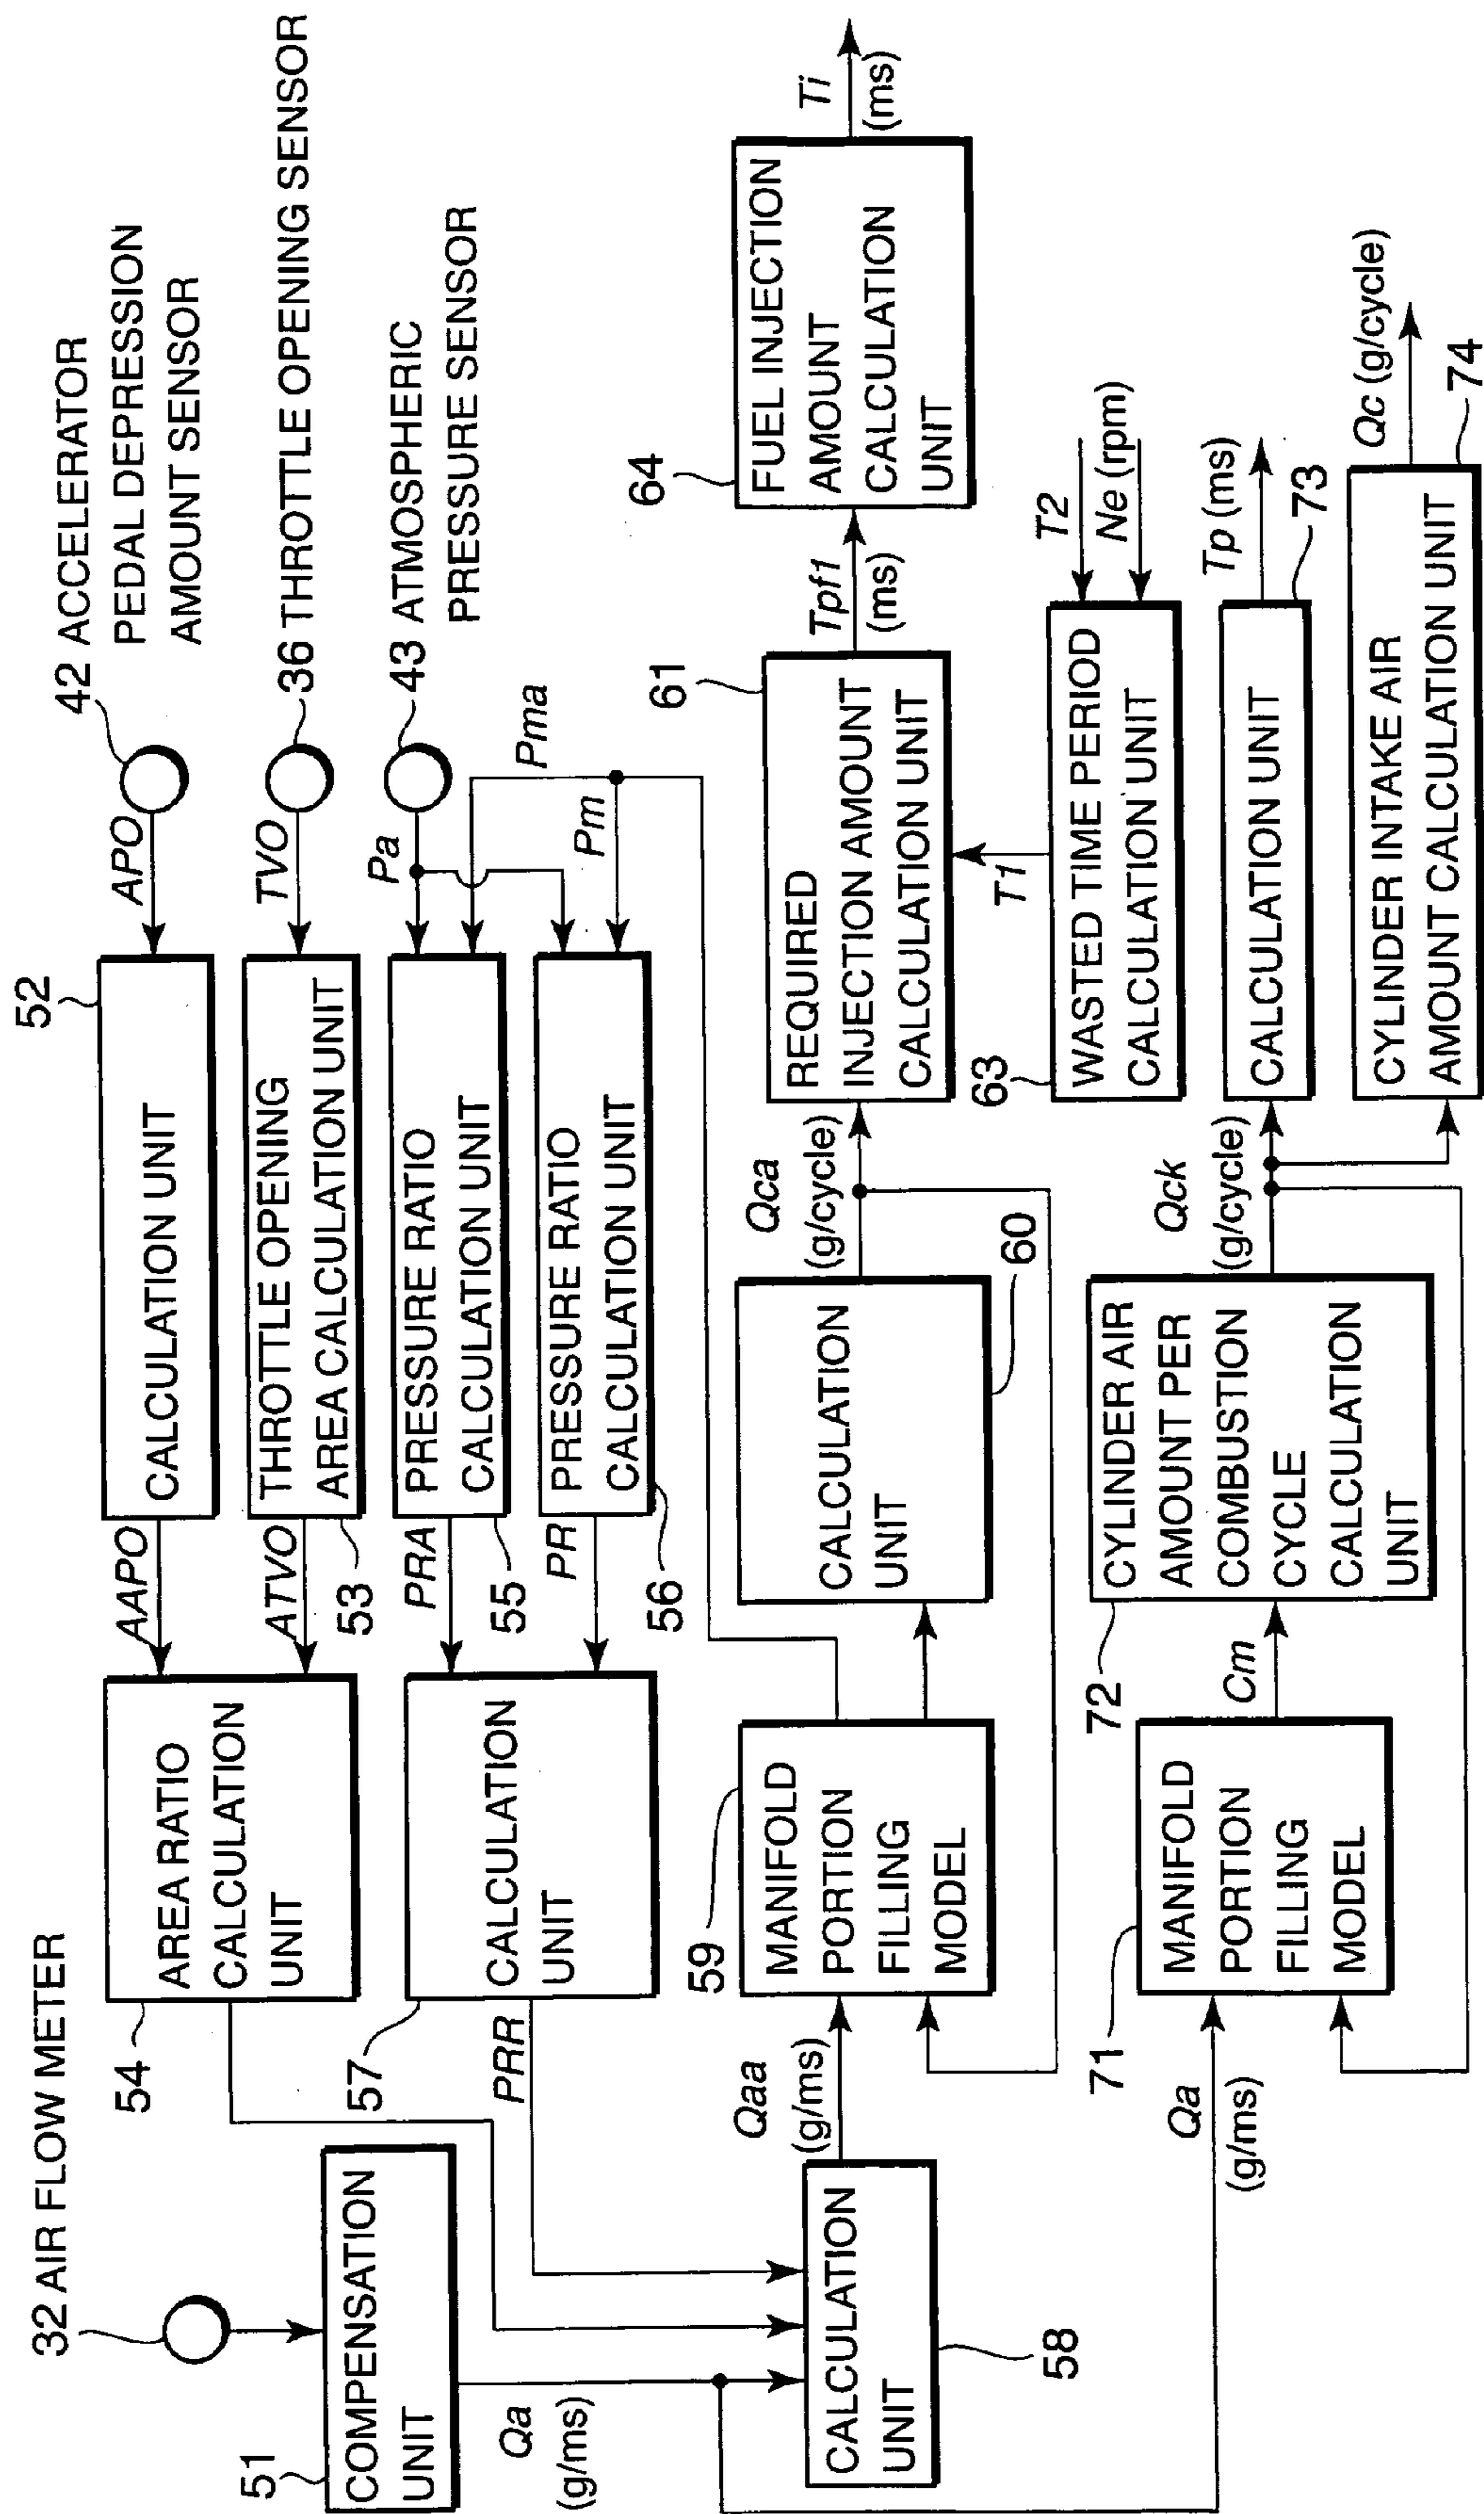 32 AIR FLOW METER
51
COMPENSATION
UNIT
Qa
(g/ms)
54
AREA RATIO
CALCULATION
UNIT
AAPO
52
CALCULATION UNIT
APO
42 ACCELERATOR
PEDAL DEPRESSION
AMOUNT SENSOR
ATVO
53
THROTTLE OPENING
AREA CALCULATION UNIT
TVO
36 THROTTLE OPENING SENSOR
57
CALCULATION
UNIT
PRR
PRA
55
PRESSURE RATIO
CALCULATION UNIT
Pa
43 ATMOSPHERIC
PRESSURE SENSOR
Pma
PR
56
PRESSURE RATIO
CALCULATION UNIT
Pm
CALCULATION
UNIT
58
Qaa
(g/ms)
59
MANIFOLD
PORTION
FILLING
MODEL
CALCULATION
UNIT
60
Qca
(g/cycle)
61
REQUIRED
INJECTION AMOUNT
CALCULATION UNIT
Tpf1
(ms)
64
FUEL INJECTION
AMOUNT
CALCULATION
UNIT
Ti
(ms)
T1
63
WASTED TIME PERIOD
CALCULATION UNIT
T2
Ne (rpm)
Qa
(g/ms)
71
MANIFOLD
PORTION
FILLING
MODEL
Cm
72
CYLINDER AIR
AMOUNT PER
COMBUSTION
CYCLE
CALCULATION
UNIT
Qck
(g/cycle)
CALCULATION UNIT
73
Tp (ms)
CYLINDER INTAKE AIR
AMOUNT CALCULATION UNIT
74
Qc (g/cycle)